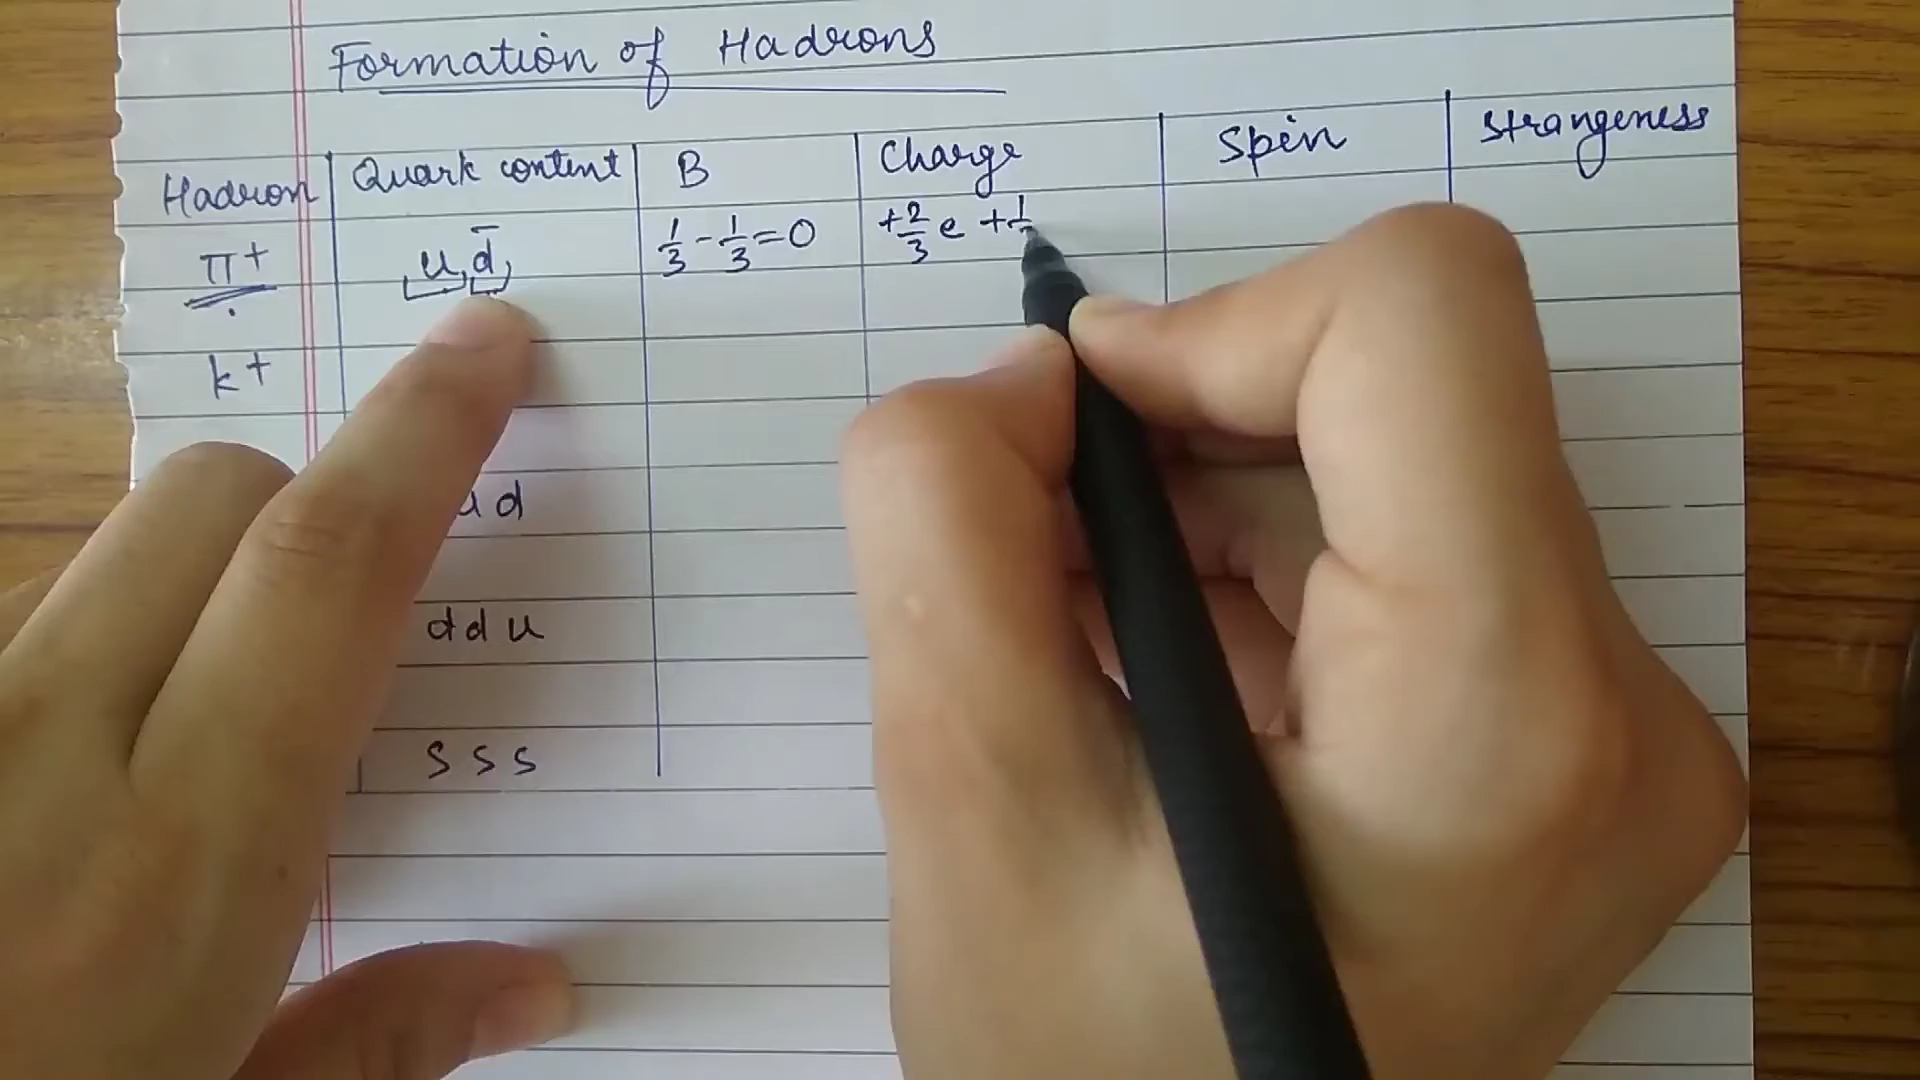 Formation of Hadrons
Hadron Quark content B Charge Spin Strangeness
π+ u d̄ 1/3 - 1/3 = 0 +2/3 e +1
k+
d
d d u
s s s